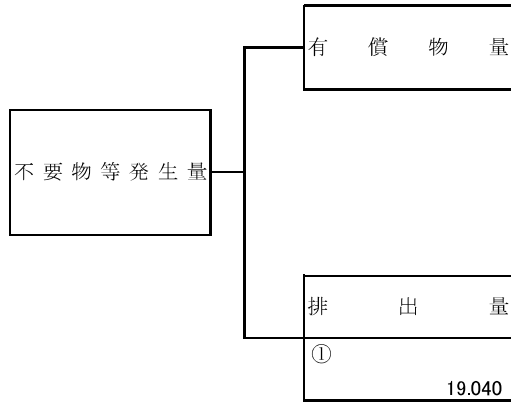 有償物量
不要物等発生量
排出量
①
19.040